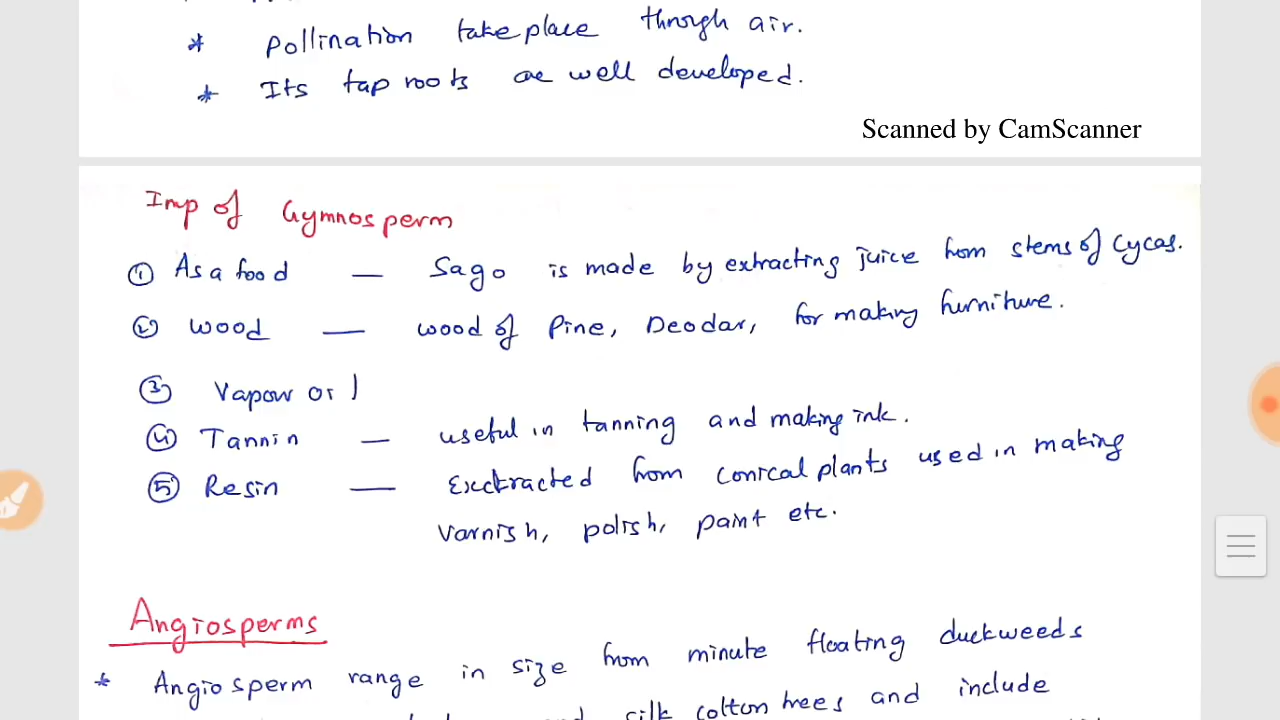 * Pollination take place through air.
* Its tap roots are well developed.
Scanned by CamScanner
Imp of Gymnosperm
① As a food — Sago is made by extracting juice from stems of Cycas.
② Wood — wood of Pine, Deodar, for making furniture.
③ Vapour oil
④ Tannin — useful in tanning and making ink.
⑤ Resin — Exctracted from conical plants used in making
varnish, polish, paint etc.
Angiosperms
* Angiosperm range in size from minute floating duckweeds
silk cotton trees and include